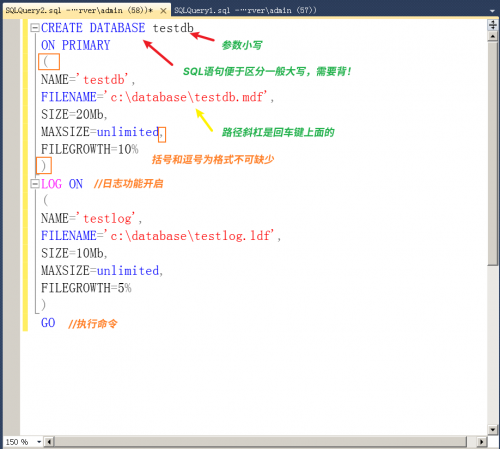 SQLQuery2.sql -...rver\admin (58))* × SQLQuery1.sql -...rver\admin (57))
CREATE DATABASE testdb
参数小写
ON PRIMARY
(
SQL语句便于区分一般大写，需要背！
NAME='testdb',
FILENAME='c:\database\testdb.mdf',
SIZE=20Mb,
MAXSIZE=unlimited,
路径斜杠是回车键上面的
FILEGROWTH=10%
括号和逗号为格式不可缺少
)
LOG ON //日志功能开启
(
NAME='testlog',
FILENAME='c:\database\testlog.ldf',
SIZE=10Mb,
MAXSIZE=unlimited,
FILEGROWTH=5%
)
GO //执行命令
150 %